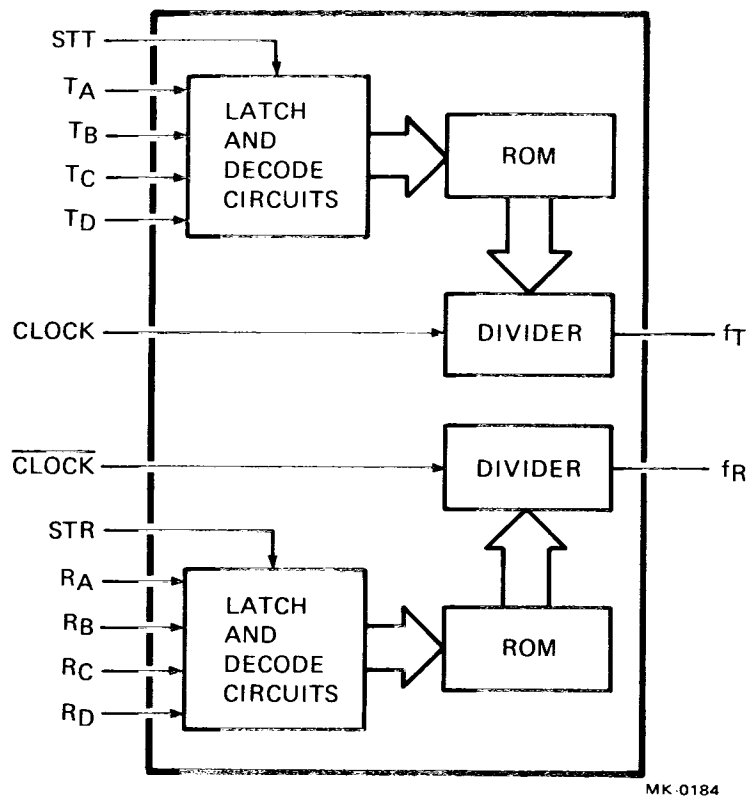 STT
TA
TB
TC
TD
LATCH
AND
DECODE
CIRCUITS
ROM
CLOCK
DIVIDER
fT
CLOCK
DIVIDER
fR
STR
RA
RB
RC
RD
LATCH
AND
DECODE
CIRCUITS
ROM
MK-0184